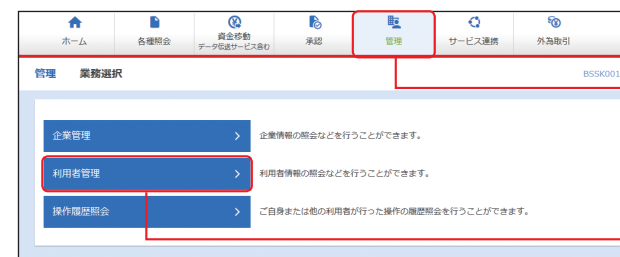 ホーム 各種照会 資金移動 承認 管理 サービス連携 外為取引
データ伝送サービス含む
管理 業務選択 BSSK001
企業管理 企業情報の照会などを行うことができます。
利用者管理 利用者情報の照会などを行うことができます。
操作履歴照会 ご自身または他の利用者が行った操作の履歴照会を行うことができます。